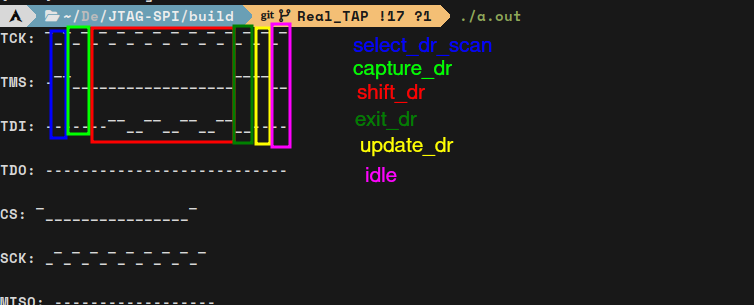 ~/De/JTAG-SPI/build git Real_TAP !17 ?1 ./a.out
TCK:
select_dr_scan
capture_dr
TMS:
shift_dr
exit_dr
TDI:
update_dr
TDO: ---------------------------
idle
CS:
SCK:
MISO: ------------------